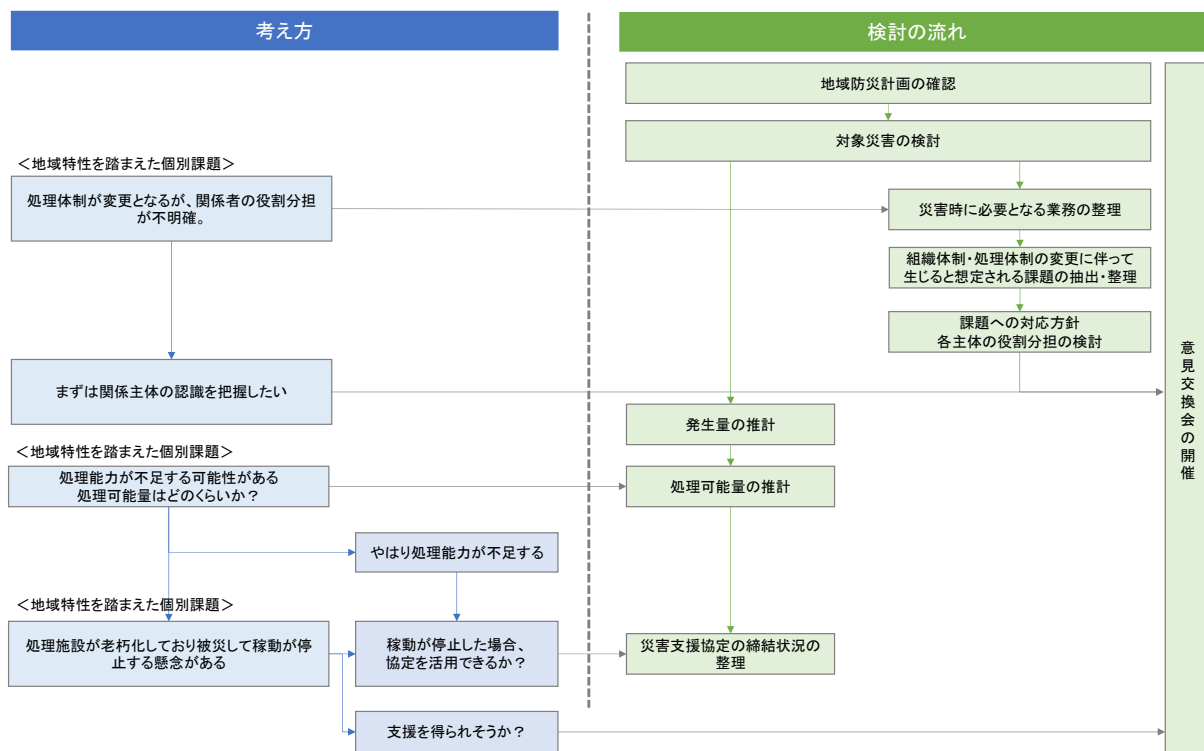 考え方
＜地域特性を踏まえた個別課題＞
処理体制が変更となるが、関係者の役割分担
が不明確。
まずは関係主体の認識を把握したい
＜地域特性を踏まえた個別課題＞
処理能力が不足する可能性がある
処理可能量はどのくらいか？
やはり処理能力が不足する
＜地域特性を踏まえた個別課題＞
処理施設が老朽化しており被災して稼動が停
止する懸念がある
稼動が停止した場合、
協定を活用できるか？
支援を得られそうか？
検討の流れ
地域防災計画の確認
対象災害の検討
災害時に必要となる業務の整理
組織体制・処理体制の変更に伴って
生じると想定される課題の抽出・整理
課題への対応方針
各主体の役割分担の検討
発生量の推計
処理可能量の推計
災害支援協定の締結状況の
整理
意見交換会の開催